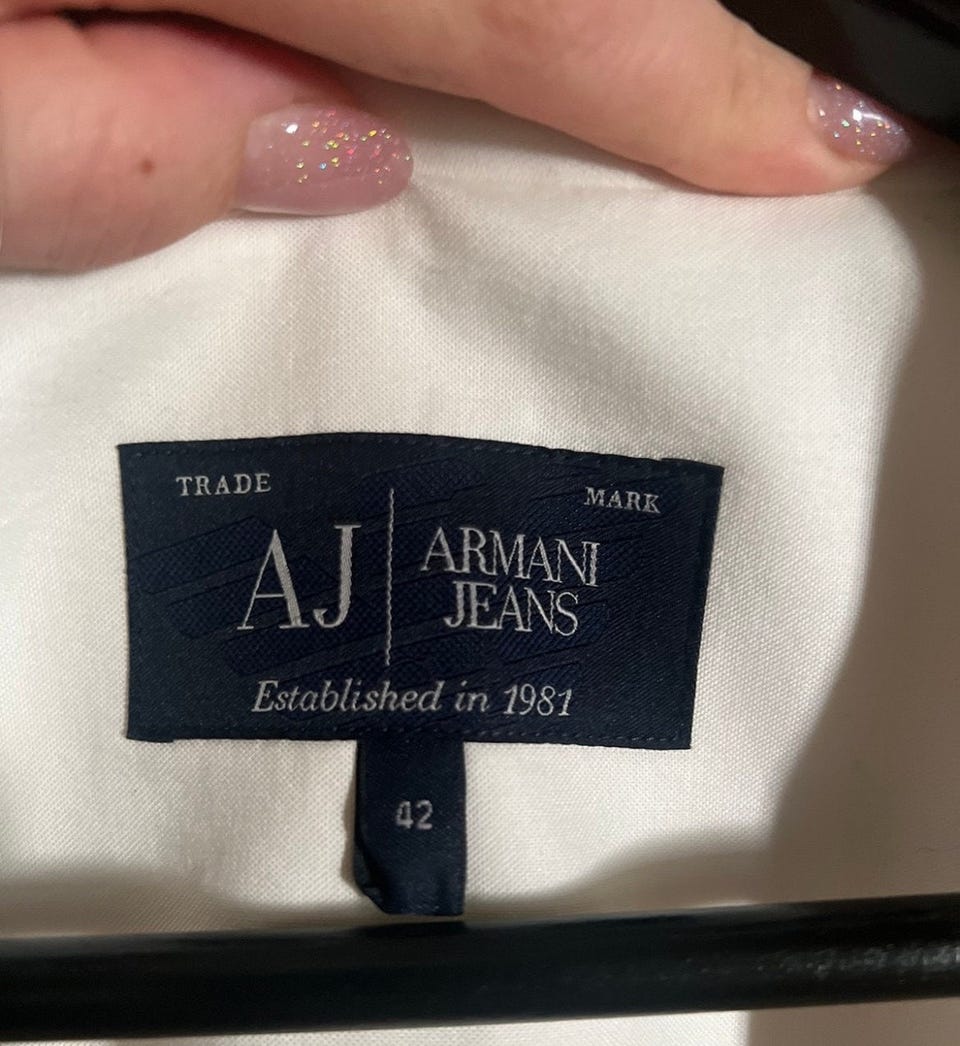 TRADE MARK
AJ ARMANI
JEANS
Established in 1981
42